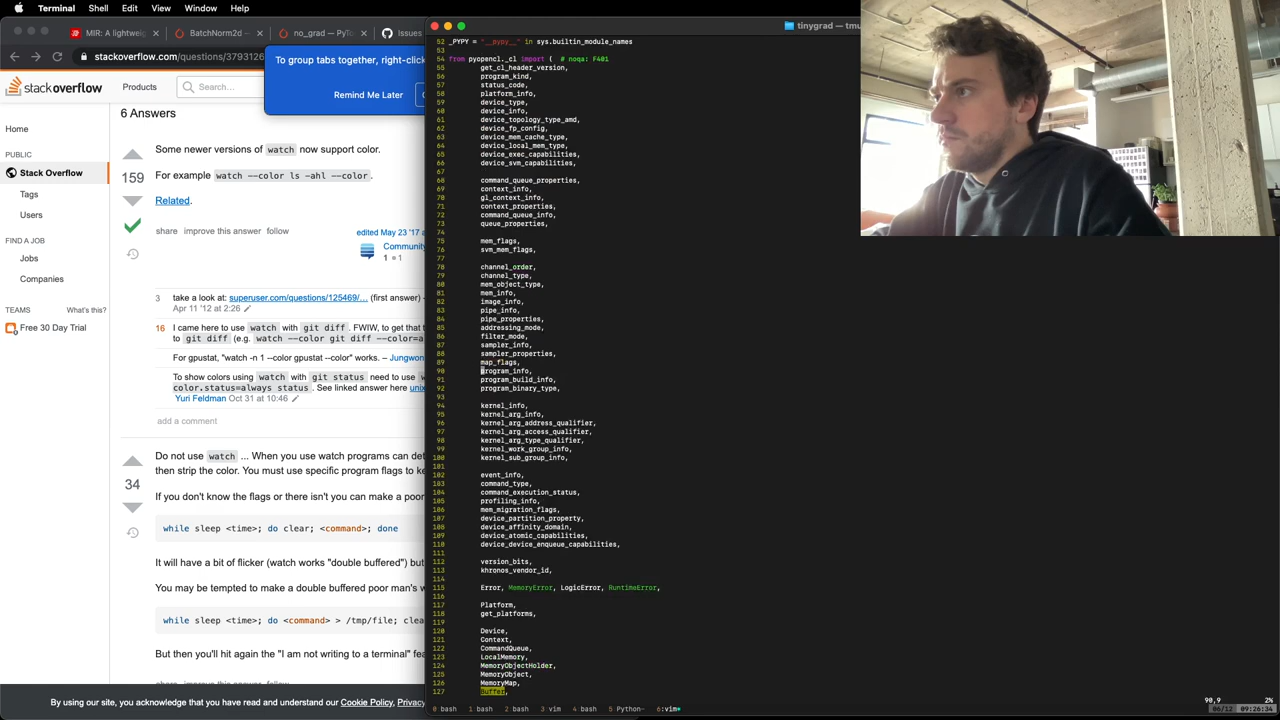 Terminal Shell Edit View Window Help
MIR: A lightwei
BatchNorm2d –
no_grad — PyTo
Issues
stackoverflow.com/questions/3793126
To group tabs together, right-click
Remind Me Later
stackoverflow
Products
Search...
Home
PUBLIC
Stack Overflow
Tags
Users
FIND A JOB
Jobs
Companies
TEAMS
What's this?
Free 30 Day Trial
6 Answers
159
Some newer versions of watch now support color.
For example watch --color ls -ahl --color.
Related.
share improve this answer follow
edited May 23 '17 a
Community
1 1
3 take a look at: superuser.com/questions/125469/… (first answer)
Apr 11 '12 at 2:26
16 I came here to use watch with git diff. FWIW, to get that
to git diff (e.g. watch --color git diff --color=a
For gpustat, "watch -n 1 --color gpustat --color" works. – Jungwon
To show colors using watch with git status need to use
color.status=always status. See linked answer here unix
Yuri Feldman Oct 31 at 10:46
add a comment
34
Do not use watch ... When you use watch programs can det
then strip the color. You must use specific program flags to ke
If you don't know the flags or there isn't you can make a poor
while sleep <time>; do clear; <command>; done
It will have a bit of flicker (watch works "double buffered") but
You may be tempted to make a double buffered poor man's w
while sleep <time>; do <command> > /tmp/file; clea
But then you'll hit again the "I am not writing to a terminal" fea
share improve this answer follow
By using our site, you acknowledge that you have read and understand our Cookie Policy, Privacy
tinygrad — tmu
52 _PYPY = "__pypy__" in sys.builtin_module_names
53
54 from pyopencl._cl import ( # noqa: F401
55 get_cl_header_version,
56 program_kind,
57 status_code,
58 platform_info,
59 device_type,
60 device_info,
61 device_topology_type_amd,
62 device_fp_config,
63 device_mem_cache_type,
64 device_local_mem_type,
65 device_exec_capabilities,
66 device_svm_capabilities,
67
68 command_queue_properties,
69 context_info,
70 gl_context_info,
71 context_properties,
72 command_queue_info,
73 queue_properties,
74
75 mem_flags,
76 svm_mem_flags,
77
78 channel_order,
79 channel_type,
80 mem_object_type,
81 mem_info,
82 image_info,
83 pipe_info,
84 pipe_properties,
85 addressing_mode,
86 filter_mode,
87 sampler_info,
88 sampler_properties,
89 map_flags,
90 program_info,
91 program_build_info,
92 program_binary_type,
93
94 kernel_info,
95 kernel_arg_info,
96 kernel_arg_address_qualifier,
97 kernel_arg_access_qualifier,
98 kernel_arg_type_qualifier,
99 kernel_work_group_info,
100 kernel_sub_group_info,
101
102 event_info,
103 command_type,
104 command_execution_status,
105 profiling_info,
106 mem_migration_flags,
107 device_partition_property,
108 device_affinity_domain,
109 device_atomic_capabilities,
110 device_device_enqueue_capabilities,
111
112 version_bits,
113 khronos_vendor_id,
114
115 Error, MemoryError, LogicError, RuntimeError,
116
117 Platform,
118 get_platforms,
119
120 Device,
121 Context,
122 CommandQueue,
123 LocalMemory,
124 MemoryObjectHolder,
125 MemoryObject,
126 MemoryMap,
127 Buffer,
90,9 2%
0 bash 1 bash 2 bash 3 vim 4 bash 5 Python- 6:vim*
06/12 09:26:34